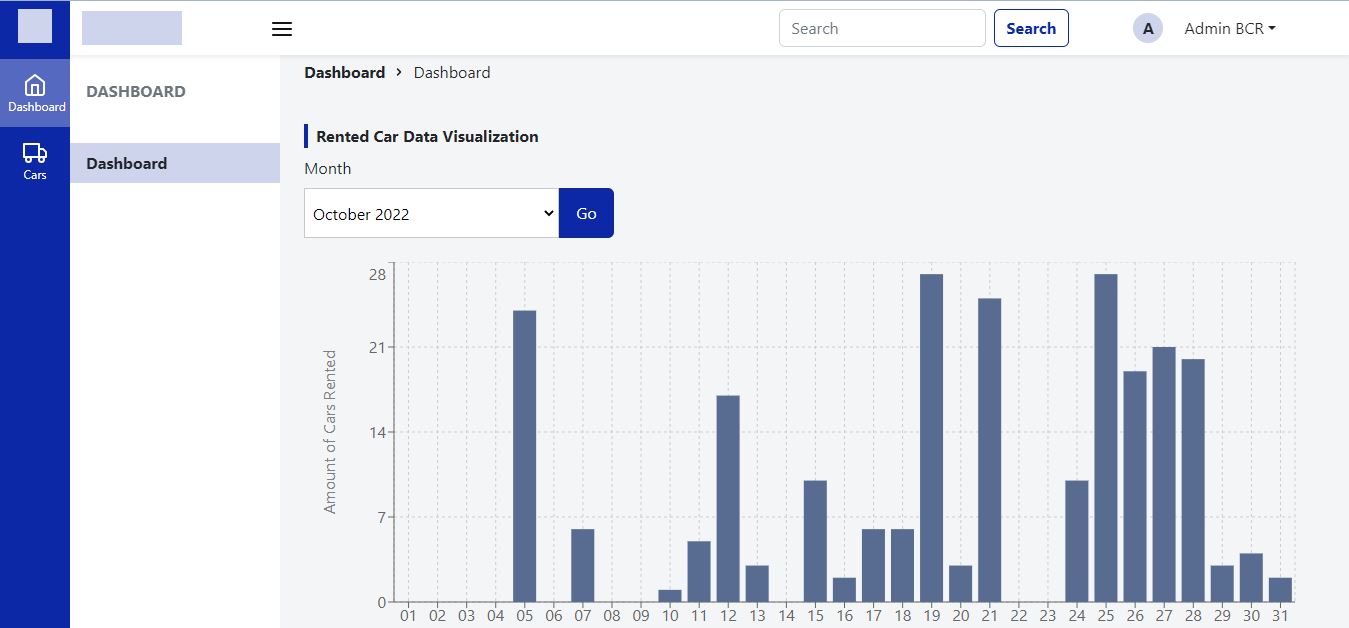 Search
Search
A
Admin BCR
Dashboard
Cars
DASHBOARD
Dashboard
Dashboard › Dashboard
Rented Car Data Visualization
Month
October 2022
Go
Amount of Cars Rented
28
21
14
7
0
01 02 03 04 05 06 07 08 09 10 11 12 13 14 15 16 17 18 19 20 21 22 23 24 25 26 27 28 29 30 31